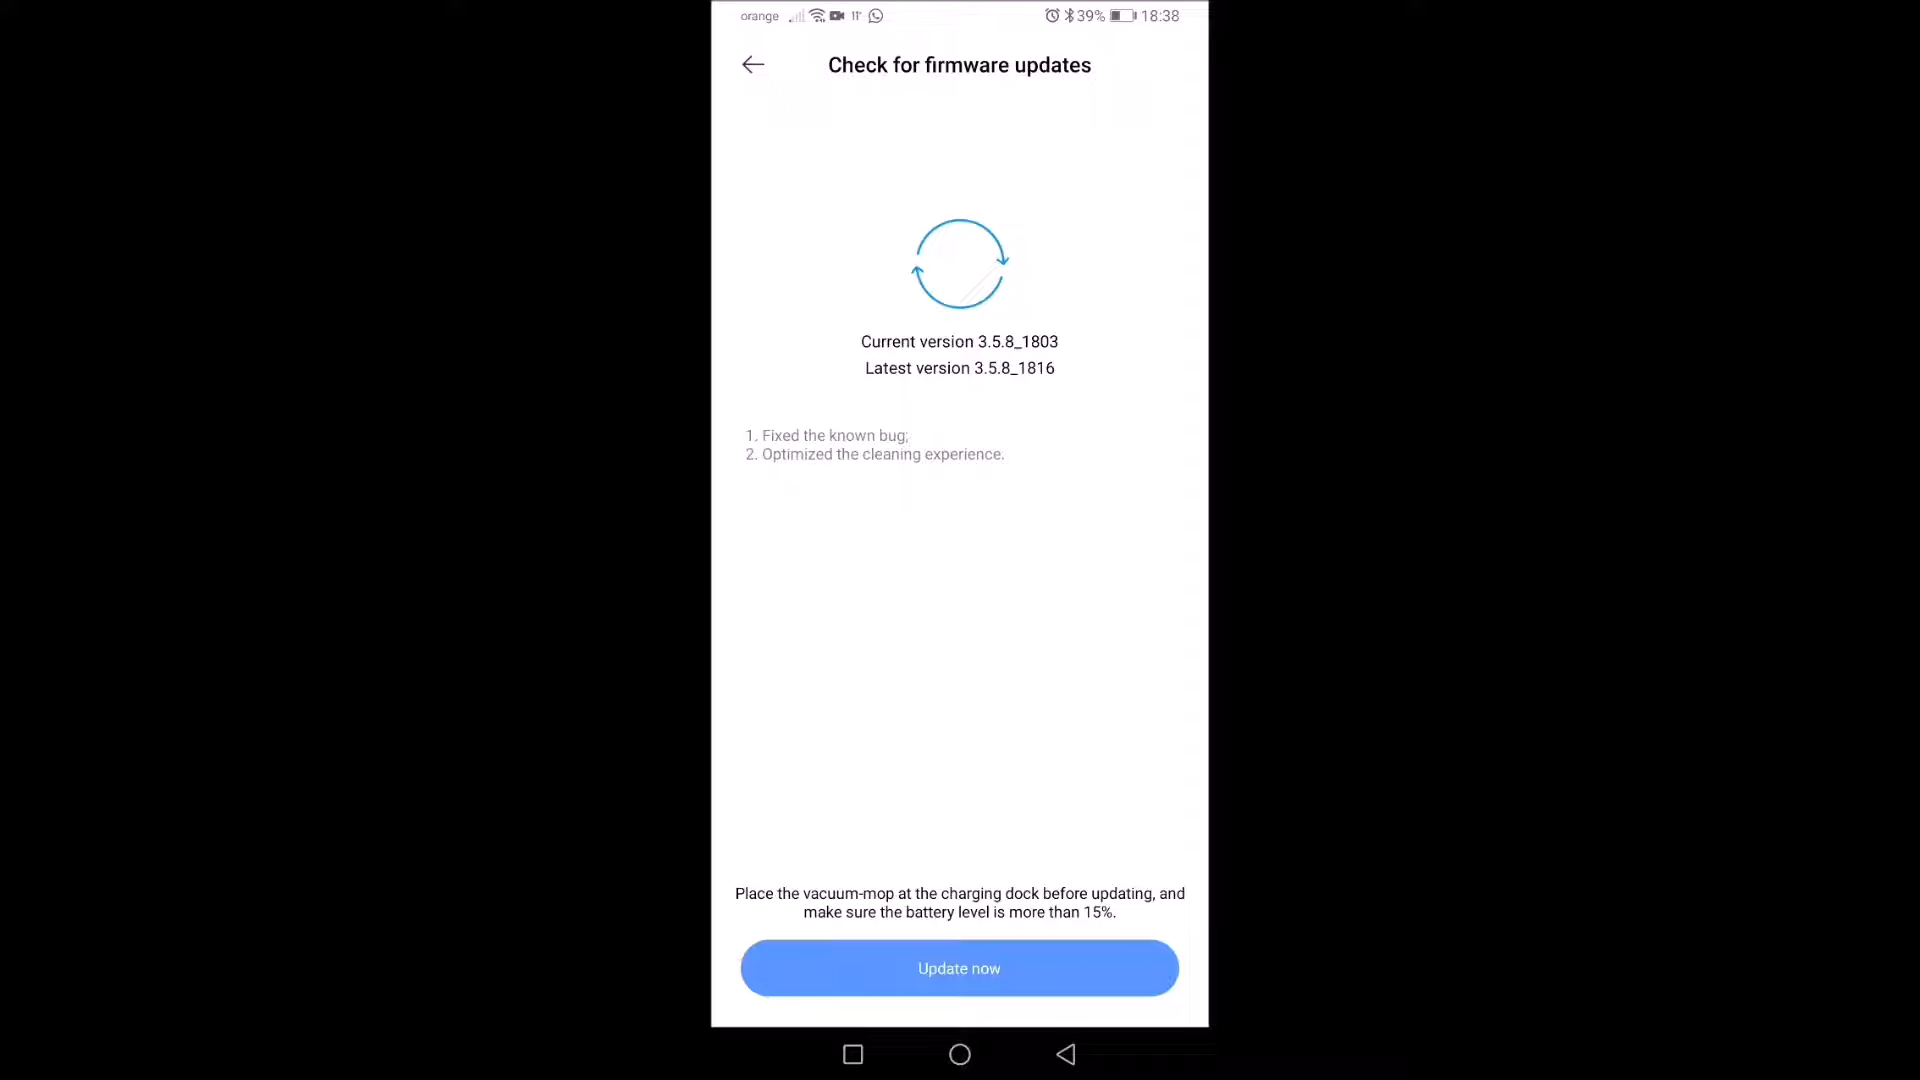 orange 11° 39% 18:38
Check for firmware updates
Current version 3.5.8_1803
Latest version 3.5.8_1816
1. Fixed the known bug;
2. Optimized the cleaning experience.
Place the vacuum-mop at the charging dock before updating, and
make sure the battery level is more than 15%.
Update now